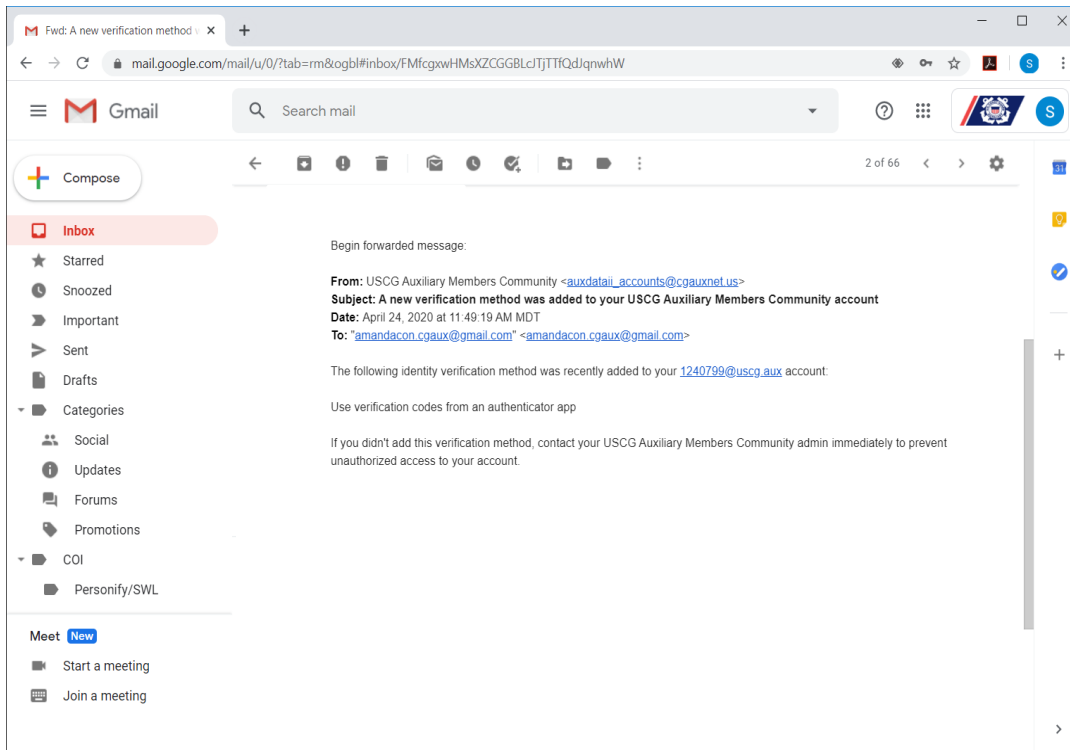 Fwd: A new verification method v
mail.google.com/mail/u/0/?tab=rm&ogbl#inbox/FMfcgxwHMsXZCGGBLcJTjTTfQdJqnwhW
S
Gmail
Search mail
S
Compose
2 of 66
31
Inbox
Starred
Snoozed
Important
Sent
Drafts
Categories
Social
Updates
Forums
Promotions
COI
Personify/SWL
Meet New
Start a meeting
Join a meeting
Begin forwarded message:
From: USCG Auxiliary Members Community <auxdataii_accounts@cgauxnet.us>
Subject: A new verification method was added to your USCG Auxiliary Members Community account
Date: April 24, 2020 at 11:49:19 AM MDT
To: "amandacon.cgaux@gmail.com" <amandacon.cgaux@gmail.com>
The following identity verification method was recently added to your 1240799@uscg.aux account:
Use verification codes from an authenticator app
If you didn't add this verification method, contact your USCG Auxiliary Members Community admin immediately to prevent
unauthorized access to your account.